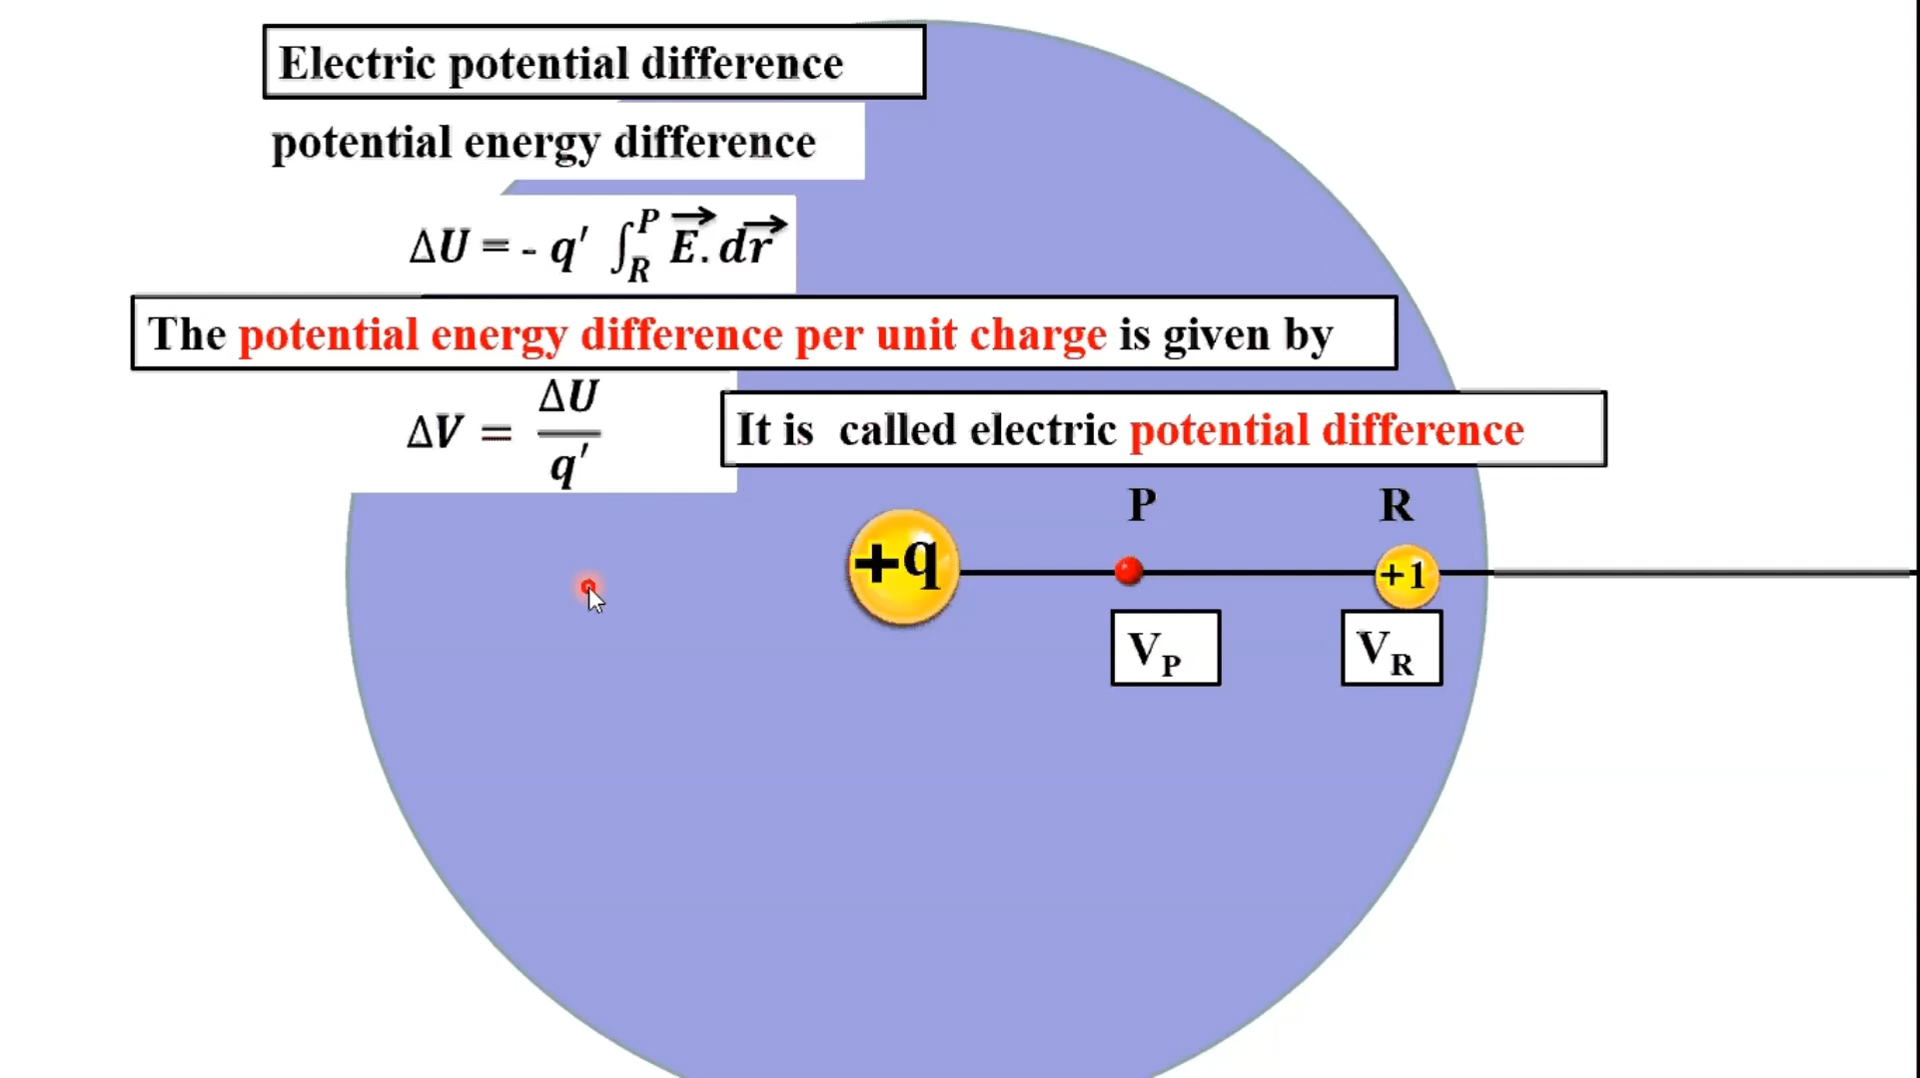 Electric potential difference
potential energy difference
ΔU = - q′ ∫_R^P E⃗. dr⃗
The potential energy difference per unit charge is given by
ΔV = ΔU / q′
It is called electric potential difference
P R
+q +1
V_P V_R